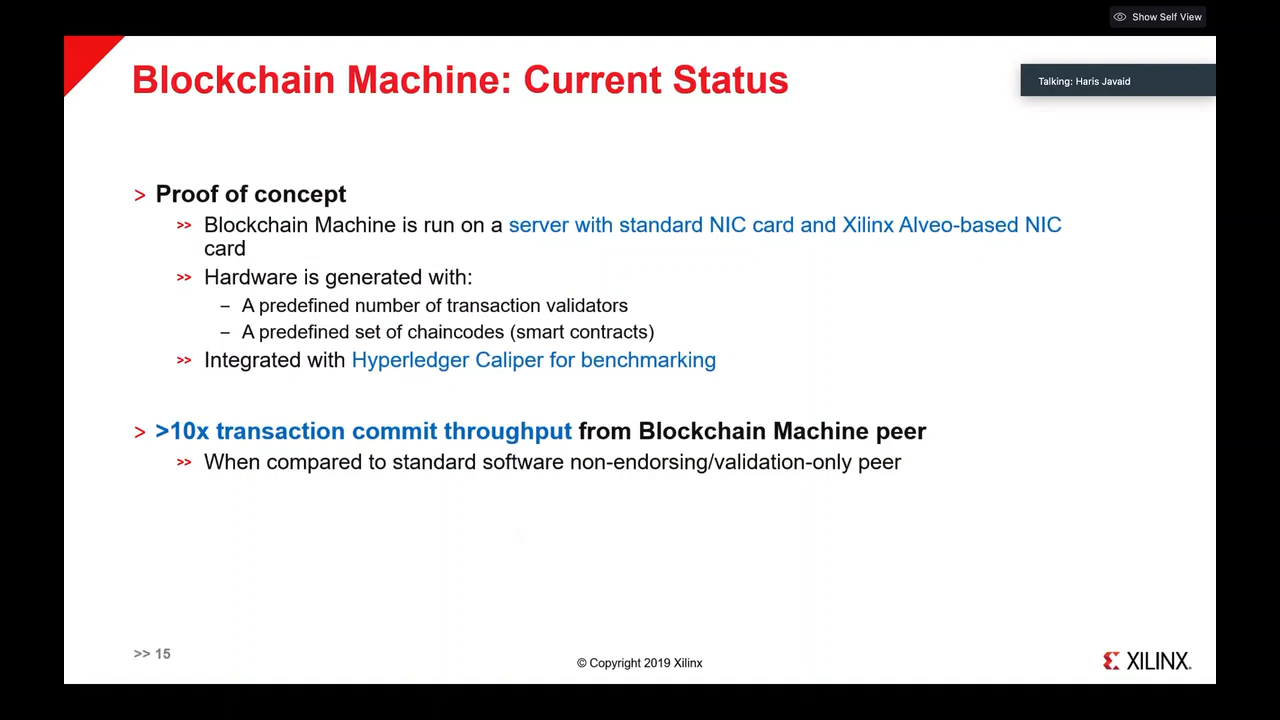 Show Self View
Blockchain Machine: Current Status
Talking: Haris Javaid
> Proof of concept
>> Blockchain Machine is run on a server with standard NIC card and Xilinx Alveo-based NIC
card
>> Hardware is generated with:
– A predefined number of transaction validators
– A predefined set of chaincodes (smart contracts)
>> Integrated with Hyperledger Caliper for benchmarking
> >10x transaction commit throughput from Blockchain Machine peer
>> When compared to standard software non-endorsing/validation-only peer
>> 15
© Copyright 2019 Xilinx
XILINX.